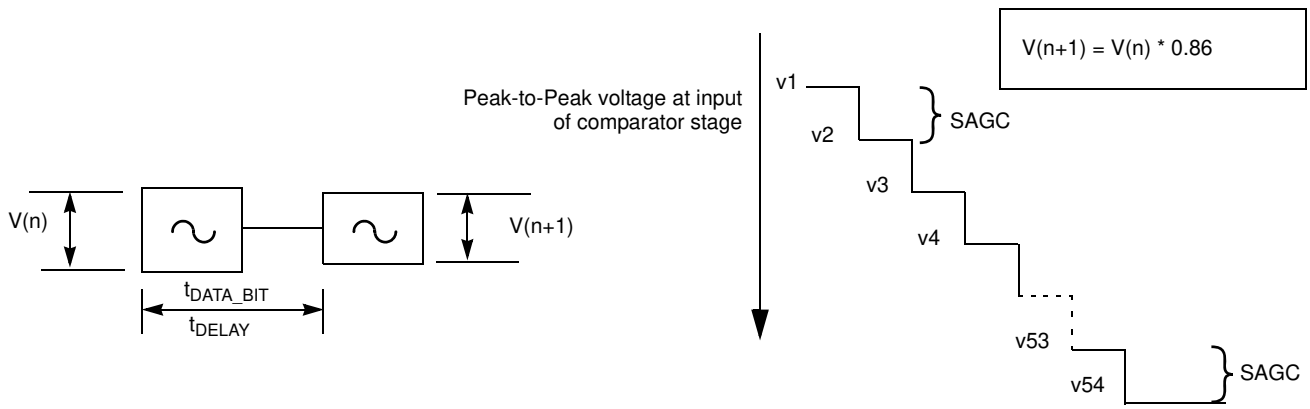 V(n+1) = V(n) * 0.86
Peak-to-Peak voltage at input
of comparator stage
v1
SAGC
v2
v3
v4
v53
v54
SAGC
V(n)
V(n+1)
tDATA_BIT
tDELAY